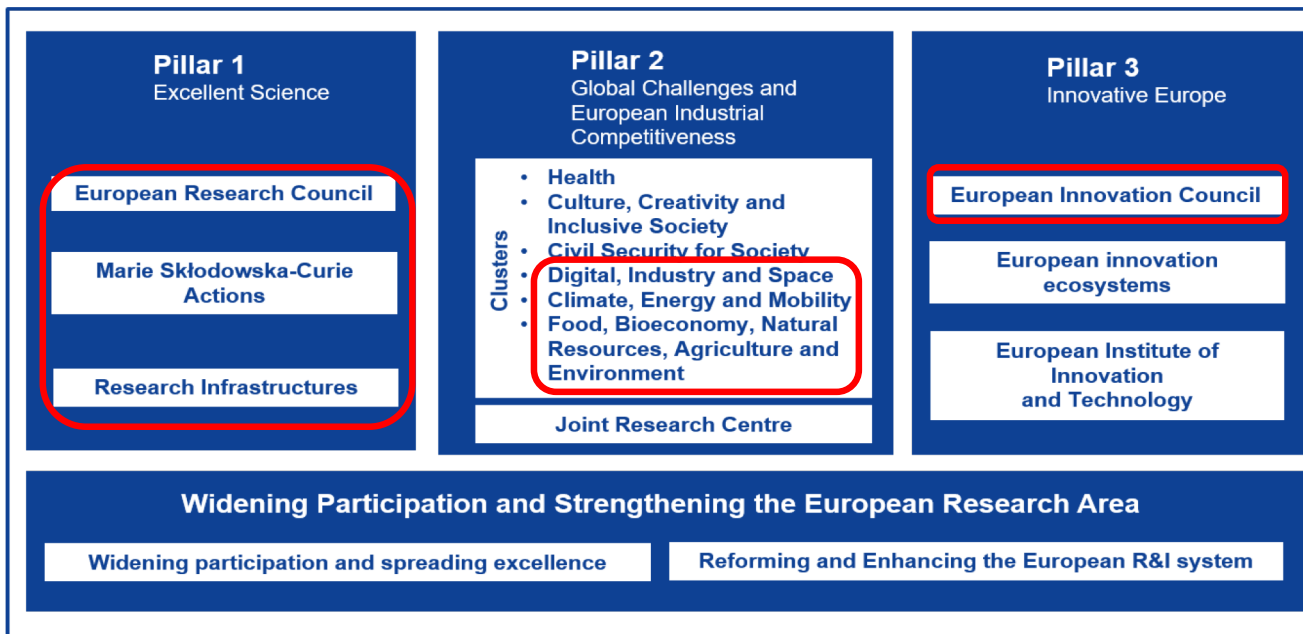 Pillar 1
Excellent Science
European Research Council
Marie Skłodowska-Curie
Actions
Research Infrastructures
Pillar 2
Global Challenges and
European Industrial
Competitiveness
Clusters
• Health
• Culture, Creativity and
Inclusive Society
• Civil Security for Society
• Digital, Industry and Space
• Climate, Energy and Mobility
• Food, Bioeconomy, Natural
Resources, Agriculture and
Environment
Joint Research Centre
Pillar 3
Innovative Europe
European Innovation Council
European innovation
ecosystems
European Institute of
Innovation
and Technology
Widening Participation and Strengthening the European Research Area
Widening participation and spreading excellence
Reforming and Enhancing the European R&I system